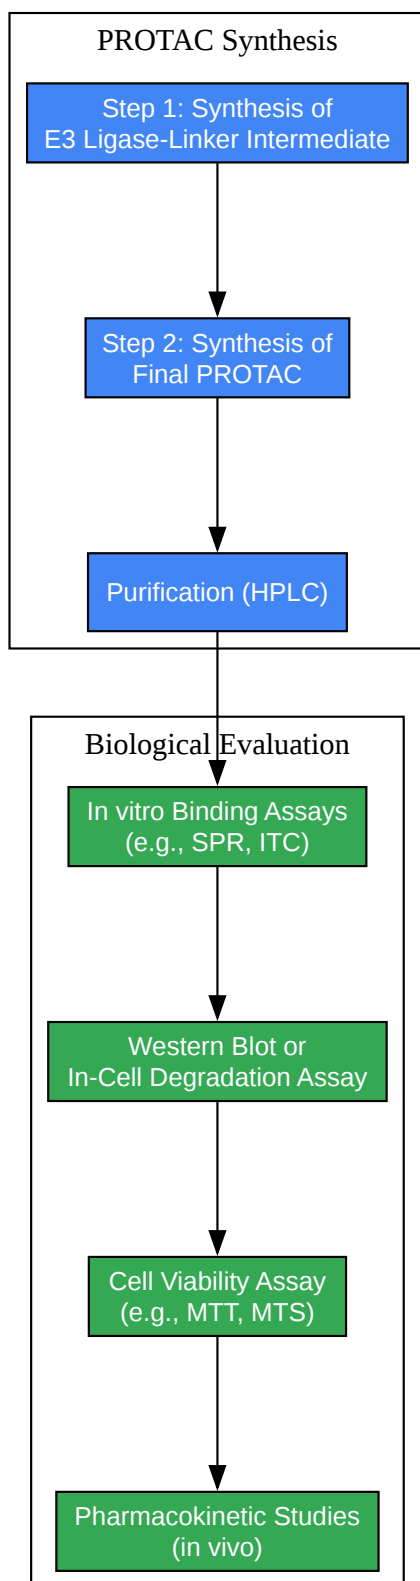 PROTAC Synthesis
Step 1: Synthesis of
E3 Ligase-Linker Intermediate
Step 2: Synthesis of
Final PROTAC
Purification (HPLC)
Biological Evaluation
In vitro Binding Assays
(e.g., SPR, ITC)
Western Blot or
In-Cell Degradation Assay
Cell Viability Assay
(e.g., MTT, MTS)
Pharmacokinetic Studies
(in vivo)